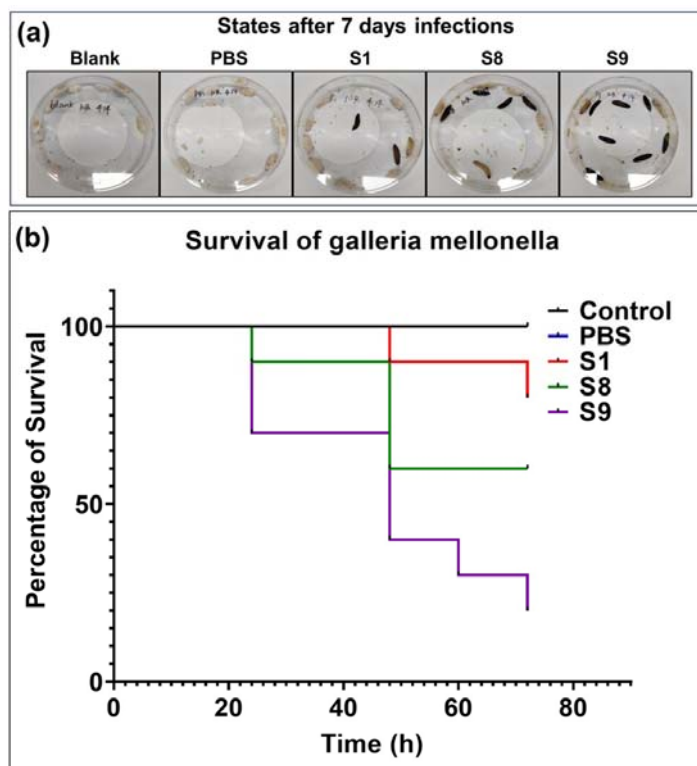 (a) States after 7 days infections
Blank PBS S1 S8 S9
blank
(b) Survival of galleria mellonella
Percentage of Survival
100
50
0
0 20 40 60 80
Time (h)
Control
PBS
S1
S8
S9